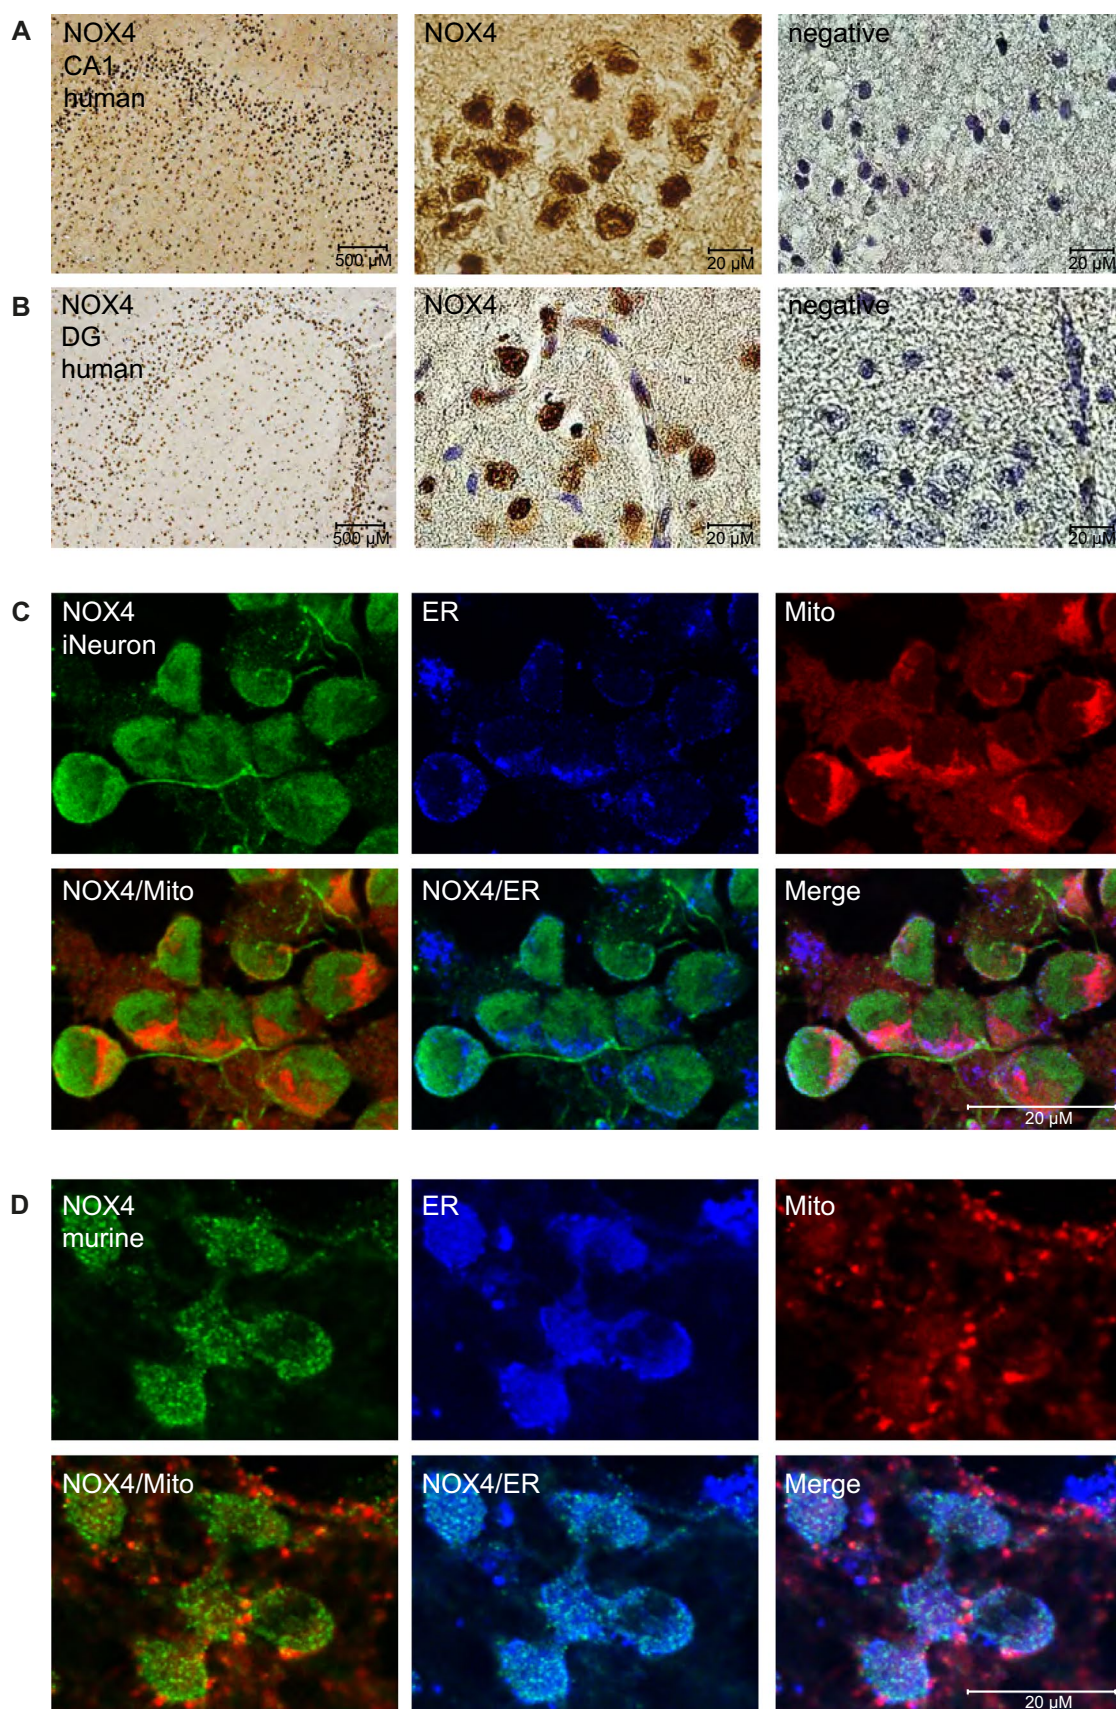 A
NOX4
CA1
human
500 µM
NOX4
20 µM
negative
20 µM
B
NOX4
DG
human
500 µM
NOX4
20 µM
negative
20 µM
C
NOX4
iNeuron
ER
Mito
NOX4/Mito
NOX4/ER
Merge
20 µM
D
NOX4
murine
ER
Mito
NOX4/Mito
NOX4/ER
Merge
20 µM